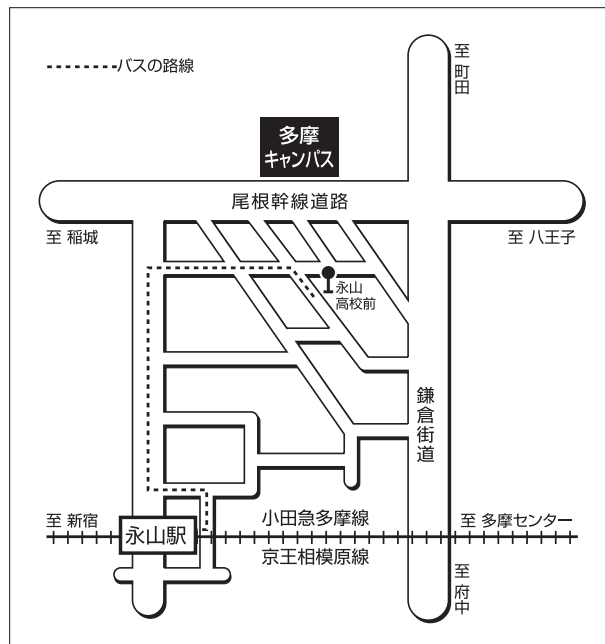 バスの路線
至 町田
多摩
キャンパス
尾根幹線道路
至 稲城
至 八王子
永山
高校前
鎌倉街道
至 新宿
永山駅
小田急多摩線
京王相模原線
至 多摩センター
至 府中